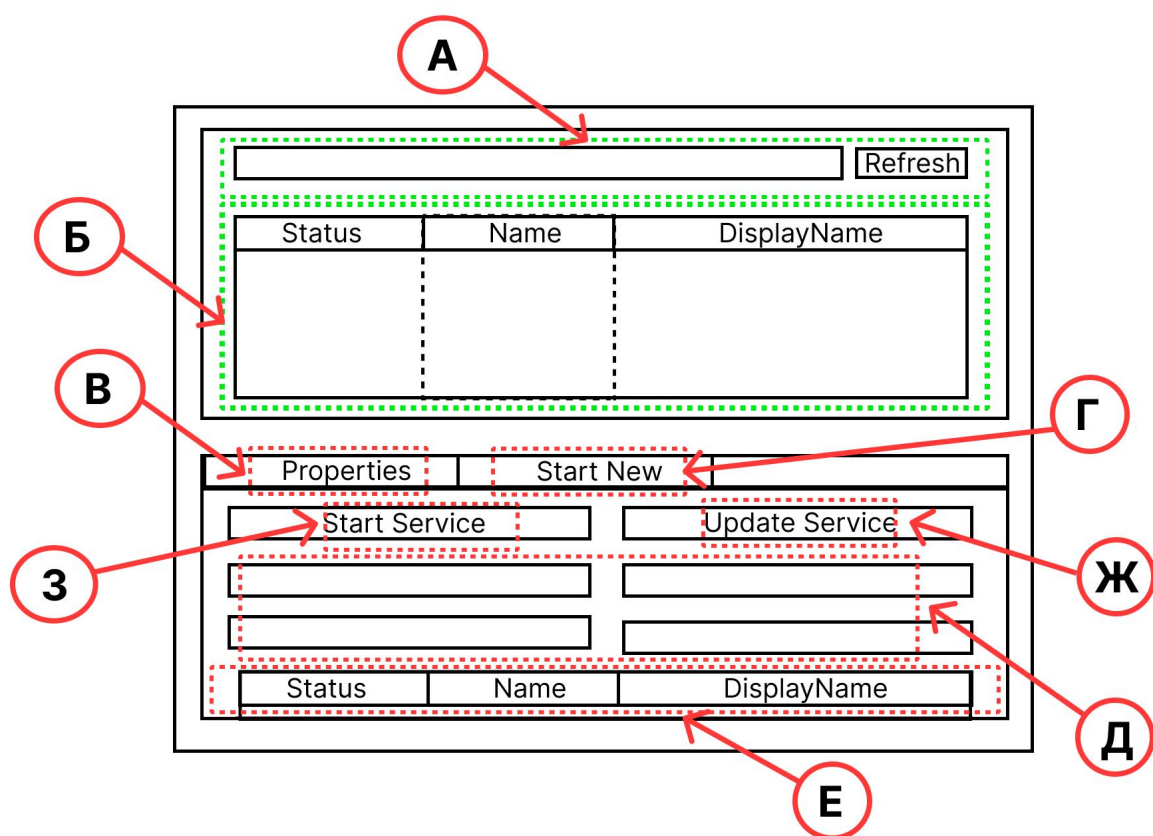 А
Refresh
Б
Status Name DisplayName
В
Г
Properties Start New
Start Service Update Service
З
Ж
Status Name DisplayName
Д
Е